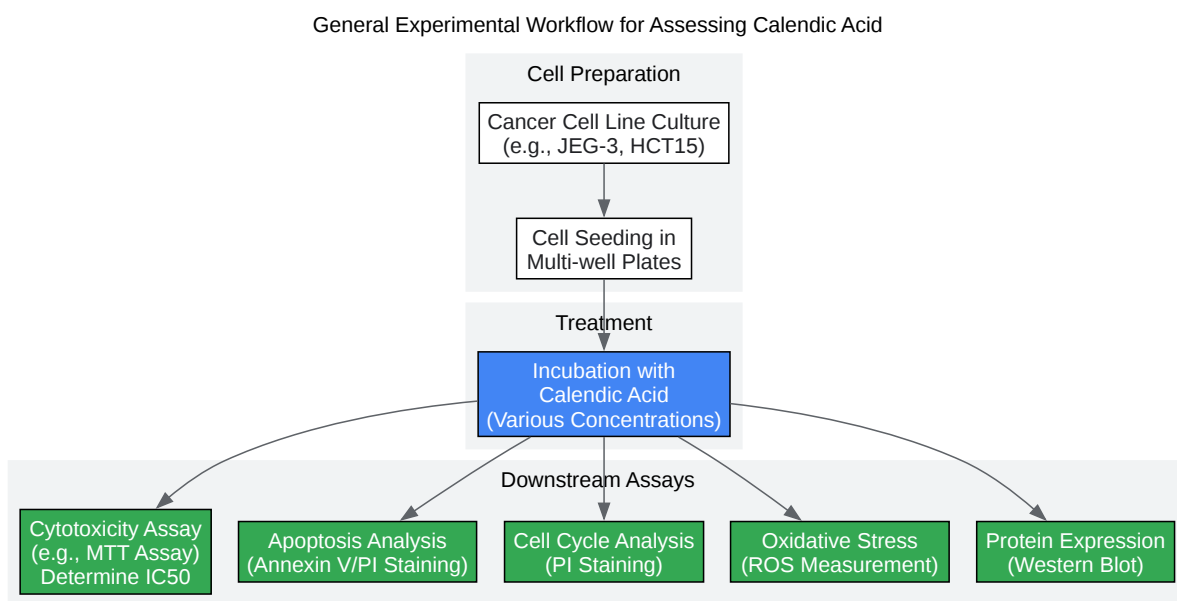 General Experimental Workflow for Assessing Calendic Acid
Cell Preparation
Cancer Cell Line Culture
(e.g., JEG-3, HCT15)
Cell Seeding in
Multi-well Plates
Treatment
Incubation with
Calendic Acid
(Various Concentrations)
Downstream Assays
Cytotoxicity Assay
(e.g., MTT Assay)
Determine IC50
Apoptosis Analysis
(Annexin V/PI Staining)
Cell Cycle Analysis
(PI Staining)
Oxidative Stress
(ROS Measurement)
Protein Expression
(Western Blot)